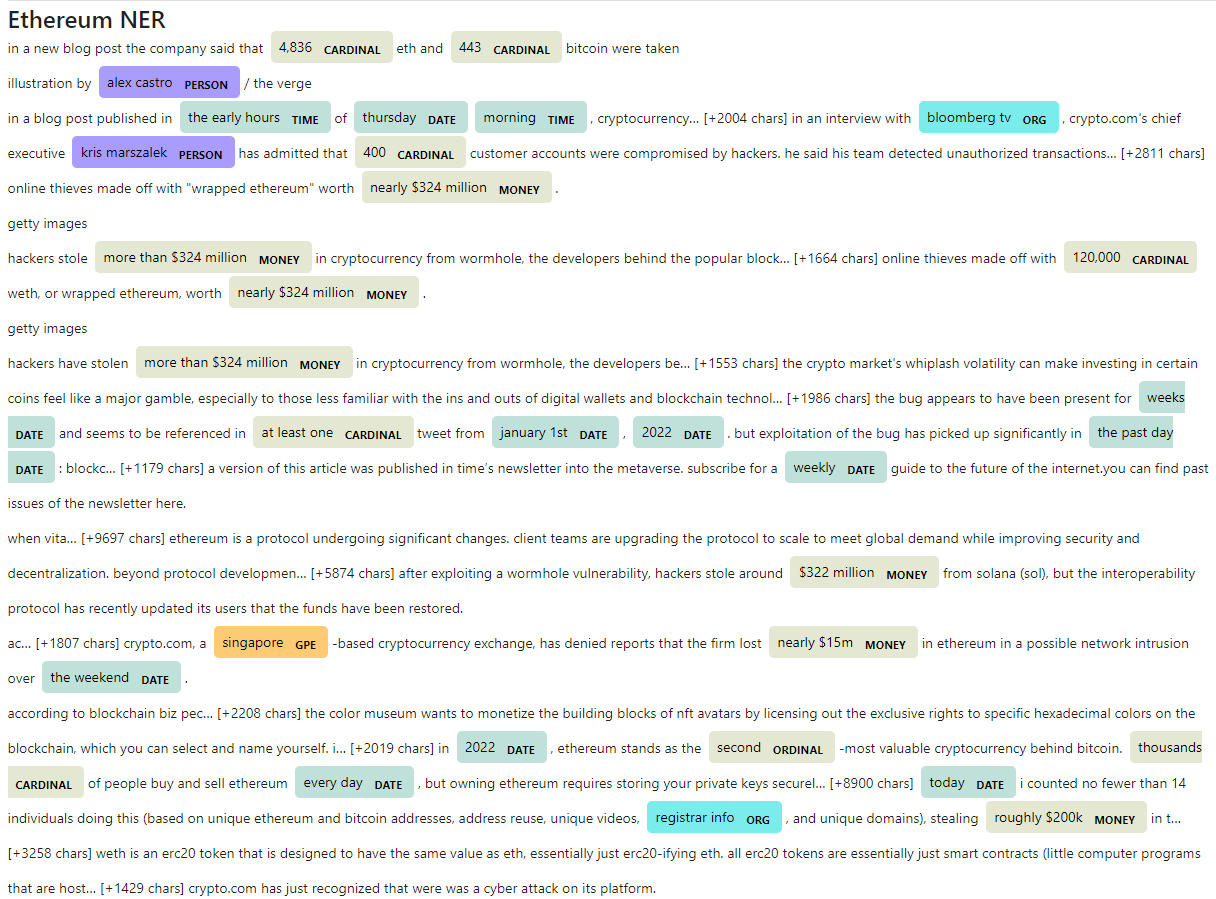 Ethereum NER
in a new blog post the company said that 4,836 CARDINAL eth and 443 CARDINAL bitcoin were taken
illustration by alex castro PERSON / the verge
in a blog post published in the early hours TIME of thursday DATE morning TIME , cryptocurrency… [+2004 chars] in an interview with bloomberg tv ORG , crypto.com's chief
executive kris marszalek PERSON has admitted that 400 CARDINAL customer accounts were compromised by hackers. he said his team detected unauthorized transactions… [+2811 chars]
online thieves made off with "wrapped ethereum" worth nearly $324 million MONEY .
getty images
hackers stole more than $324 million MONEY in cryptocurrency from wormhole, the developers behind the popular block… [+1664 chars] online thieves made off with 120,000 CARDINAL
weth, or wrapped ethereum, worth nearly $324 million MONEY .
getty images
hackers have stolen more than $324 million MONEY in cryptocurrency from wormhole, the developers be… [+1553 chars] the crypto market's whiplash volatility can make investing in certain
coins feel like a major gamble, especially to those less familiar with the ins and outs of digital wallets and blockchain technol… [+1986 chars] the bug appears to have been present for weeks
DATE and seems to be referenced in at least one CARDINAL tweet from january 1st DATE , 2022 DATE . but exploitation of the bug has picked up significantly in the past day
DATE : blockc… [+1179 chars] a version of this article was published in time's newsletter into the metaverse. subscribe for a weekly DATE guide to the future of the internet.you can find past
issues of the newsletter here.
when vita… [+9697 chars] ethereum is a protocol undergoing significant changes. client teams are upgrading the protocol to scale to meet global demand while improving security and
decentralization. beyond protocol developmen… [+5874 chars] after exploiting a wormhole vulnerability, hackers stole around $322 million MONEY from solana (sol), but the interoperability
protocol has recently updated its users that the funds have been restored.
ac… [+1807 chars] crypto.com, a singapore GPE -based cryptocurrency exchange, has denied reports that the firm lost nearly $15m MONEY in ethereum in a possible network intrusion
over the weekend DATE .
according to blockchain biz pec… [+2208 chars] the color museum wants to monetize the building blocks of nft avatars by licensing out the exclusive rights to specific hexadecimal colors on the
blockchain, which you can select and name yourself. i… [+2019 chars] in 2022 DATE , ethereum stands as the second ORDINAL -most valuable cryptocurrency behind bitcoin. thousands
CARDINAL of people buy and sell ethereum every day DATE , but owning ethereum requires storing your private keys securel… [+8900 chars] today DATE i counted no fewer than 14
individuals doing this (based on unique ethereum and bitcoin addresses, address reuse, unique videos, registrar info ORG , and unique domains), stealing roughly $200k MONEY in t…
[+3258 chars] weth is an erc20 token that is designed to have the same value as eth, essentially just erc20-ifying eth. all erc20 tokens are essentially just smart contracts (little computer programs
that are host… [+1429 chars] crypto.com has just recognized that were was a cyber attack on its platform.